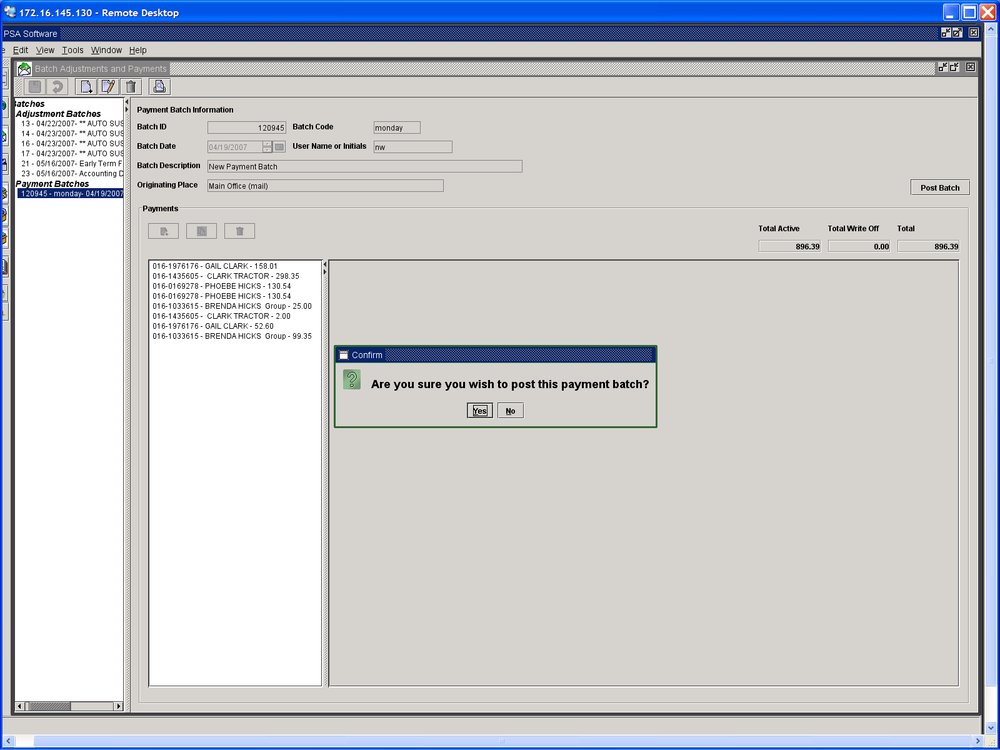 172.16.145.130 - Remote Desktop
PSA Software
Edit View Tools Window Help
Batch Adjustments and Payments
Batches
Adjustment Batches
13 - 04/22/2007- ** AUTO SUS
14 - 04/23/2007- ** AUTO SUS
16 - 04/23/2007- ** AUTO SUS
17 - 04/23/2007- ** AUTO SUS
21 - 05/16/2007- Early Term F
23 - 05/16/2007- Accounting D
Payment Batches
120945 - monday- 04/19/2007
Payment Batch Information
Batch ID 120945 Batch Code monday
Batch Date 04/19/2007 User Name or Initials nw
Batch Description New Payment Batch
Originating Place Main Office (mail)
Post Batch
Payments
Total Active Total Write Off Total
896.39 0.00 896.39
016-1976176 - GAIL CLARK - 158.01
016-1435605 - CLARK TRACTOR - 298.35
016-0169278 - PHOEBE HICKS - 130.54
016-0169278 - PHOEBE HICKS - 130.54
016-1033615 - BRENDA HICKS Group - 25.00
016-1435605 - CLARK TRACTOR - 2.00
016-1976176 - GAIL CLARK - 52.60
016-1033615 - BRENDA HICKS Group - 99.35
Confirm
Are you sure you wish to post this payment batch?
Yes No